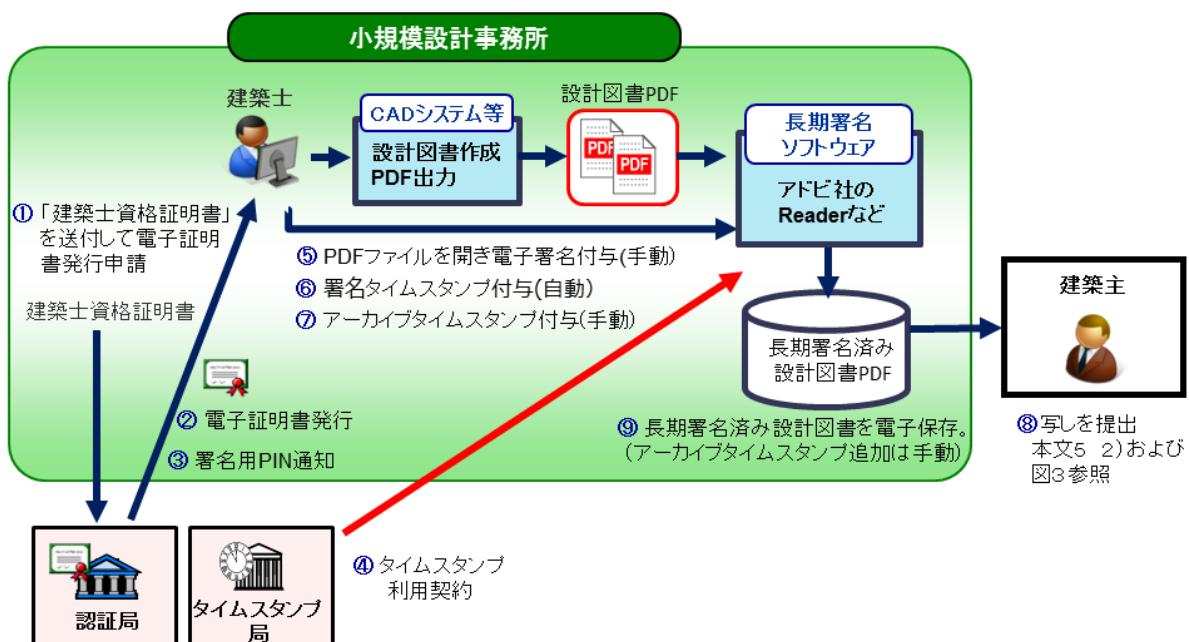 小規模設計事務所
建築士
CADシステム等
設計図書作成
PDF出力
設計図書PDF
PDF
PDF
長期署名
ソフトウェア
アドビ社の
Readerなど
①「建築士資格証明書」
を送付して電子証明
書発行申請
建築士資格証明書
⑤ PDFファイルを開き電子署名付与(手動)
⑥ 署名タイムスタンプ付与(自動)
⑦ アーカイブタイムスタンプ付与(手動)
長期署名済み
設計図書PDF
建築主
② 電子証明書発行
③ 署名用PIN通知
⑨ 長期署名済み設計図書を電子保存。
(アーカイブタイムスタンプ追加は手動)
⑧写しを提出
本文5 2)および
図3参照
④ タイムスタンプ
利用契約
認証局
タイムスタンプ
局